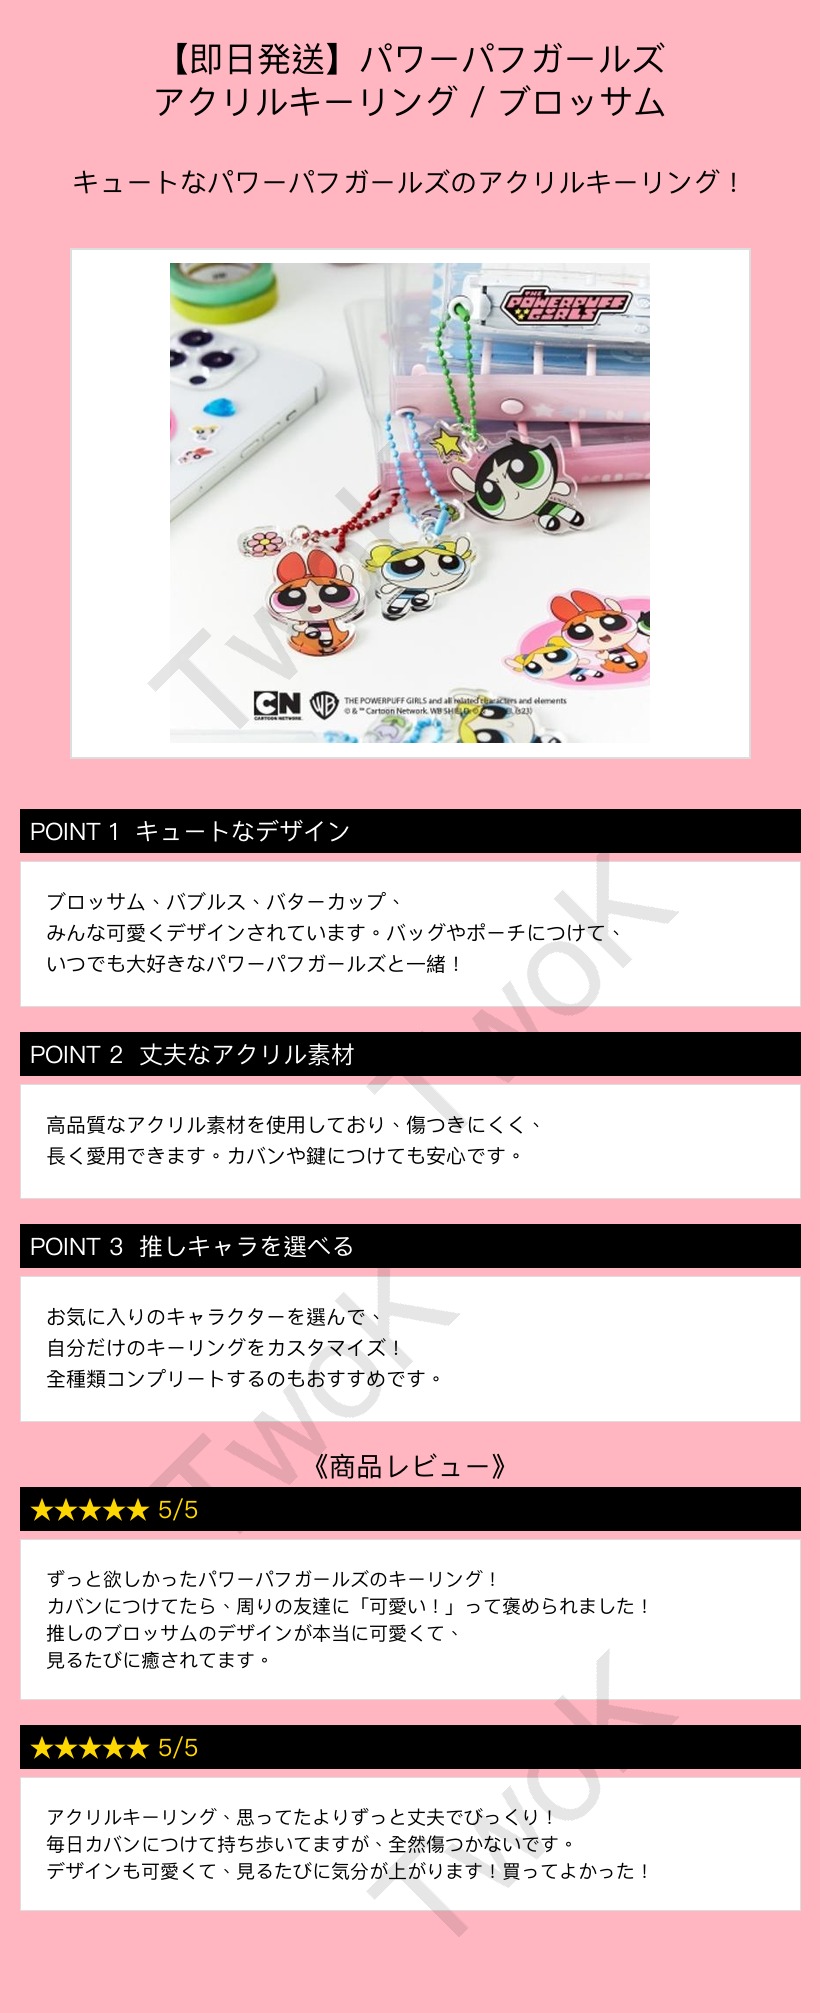 【即日発送】パワーパフガールズ
アクリルキーリング / ブロッサム
キュートなパワーパフガールズのアクリルキーリング！
THE
POWERPUFF
GIRLS
CN
CARTOON NETWORK.
WB
THE POWERPUFF GIRLS and all related characters and elements
© & ™ Cartoon Network. WB SHIELD: (s23)
POINT 1 キュートなデザイン
ブロッサム、バブルス、バターカップ、
みんな可愛くデザインされています。バッグやポーチにつけて、
いつでも大好きなパワーパフガールズと一緒！
POINT 2 丈夫なアクリル素材
高品質なアクリル素材を使用しており、傷つきにくく、
長く愛用できます。カバンや鍵につけても安心です。
POINT 3 推しキャラを選べる
お気に入りのキャラクターを選んで、
自分だけのキーリングをカスタマイズ！
全種類コンプリートするのもおすすめです。
《商品レビュー》
★★★★★ 5/5
ずっと欲しかったパワーパフガールズのキーリング！
カバンにつけてたら、周りの友達に「可愛い！」って褒められました！
推しのブロッサムのデザインが本当に可愛くて、
見るたびに癒されてます。
★★★★★ 5/5
アクリルキーリング、思ってたよりずっと丈夫でびっくり！
毎日カバンにつけて持ち歩いてますが、全然傷つかないです。
デザインも可愛くて、見るたびに気分が上がります！買ってよかった！
TwoK
TwoK
TwoK
TwoK